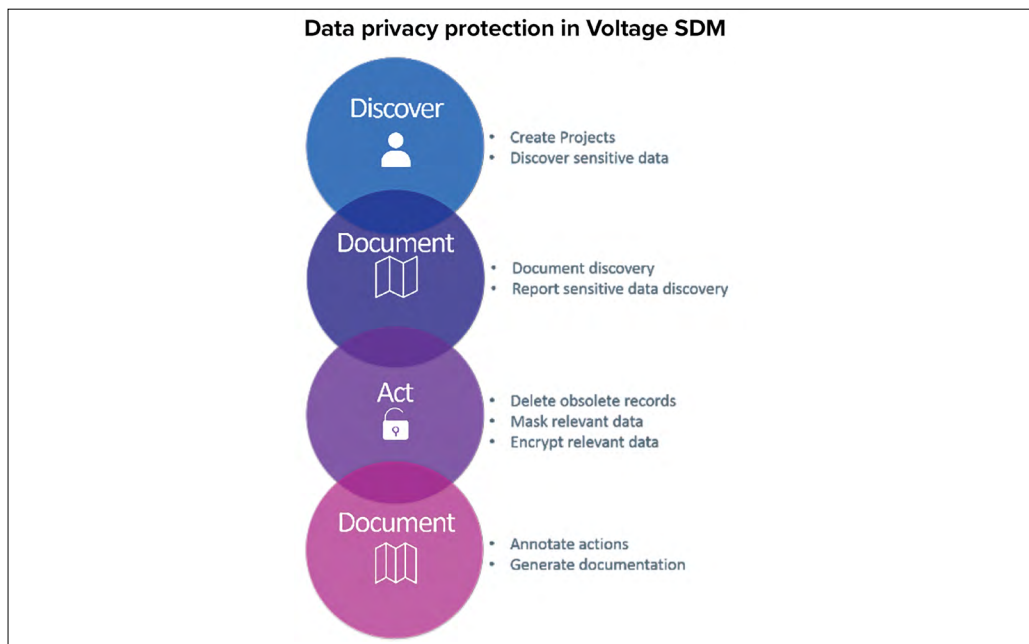 Data privacy protection in Voltage SDM
Discover
• Create Projects
• Discover sensitive data
Document
• Document discovery
• Report sensitive data discovery
Act
• Delete obsolete records
• Mask relevant data
• Encrypt relevant data
Document
• Annotate actions
• Generate documentation